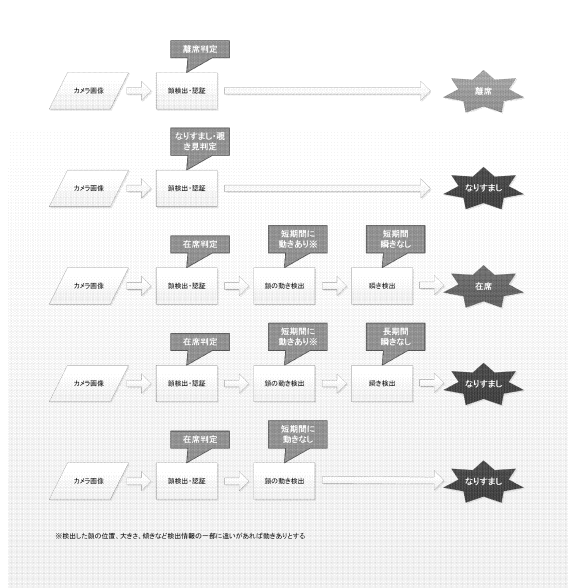 離席判定
カメラ画像
顔検出・認証
離席
なりすまし・覗
き見判定
カメラ画像
顔検出・認証
なりすまし
在席判定
短期間に
動きあり※
短期間
瞬きなし
カメラ画像
顔検出・認証
顔の動き検出
瞬き検出
在席
在席判定
短期間に
動きあり※
長期間
瞬きなし
カメラ画像
顔検出・認証
顔の動き検出
瞬き検出
なりすまし
在席判定
短期間に
動きなし
カメラ画像
顔検出・認証
顔の動き検出
なりすまし
※検出した顔の位置、大きさ、傾きなど検出情報の一部に違いがあれば動きありとする